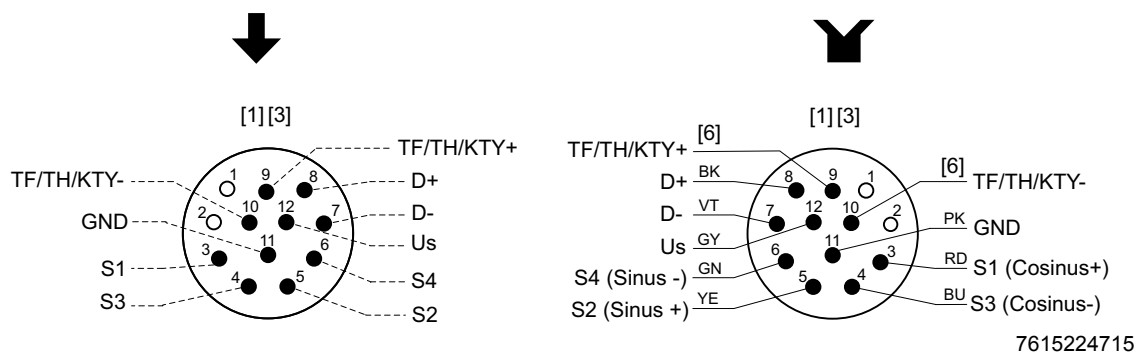 [1] [3]
TF/TH/KTY+
TF/TH/KTY-
D+
D-
GND
Us
S1
S4
S3
S2
1
9
8
2
10
12
7
11
3
6
4
5
[1] [3]
[6]
TF/TH/KTY+
[6]
TF/TH/KTY-
D+ BK
D- VT
PK GND
Us GY
RD S1 (Cosinus+)
S4 (Sinus -) GN
BU S3 (Cosinus-)
S2 (Sinus +) YE
8
9
1
7
12
10
2
11
6
3
5
4
7615224715